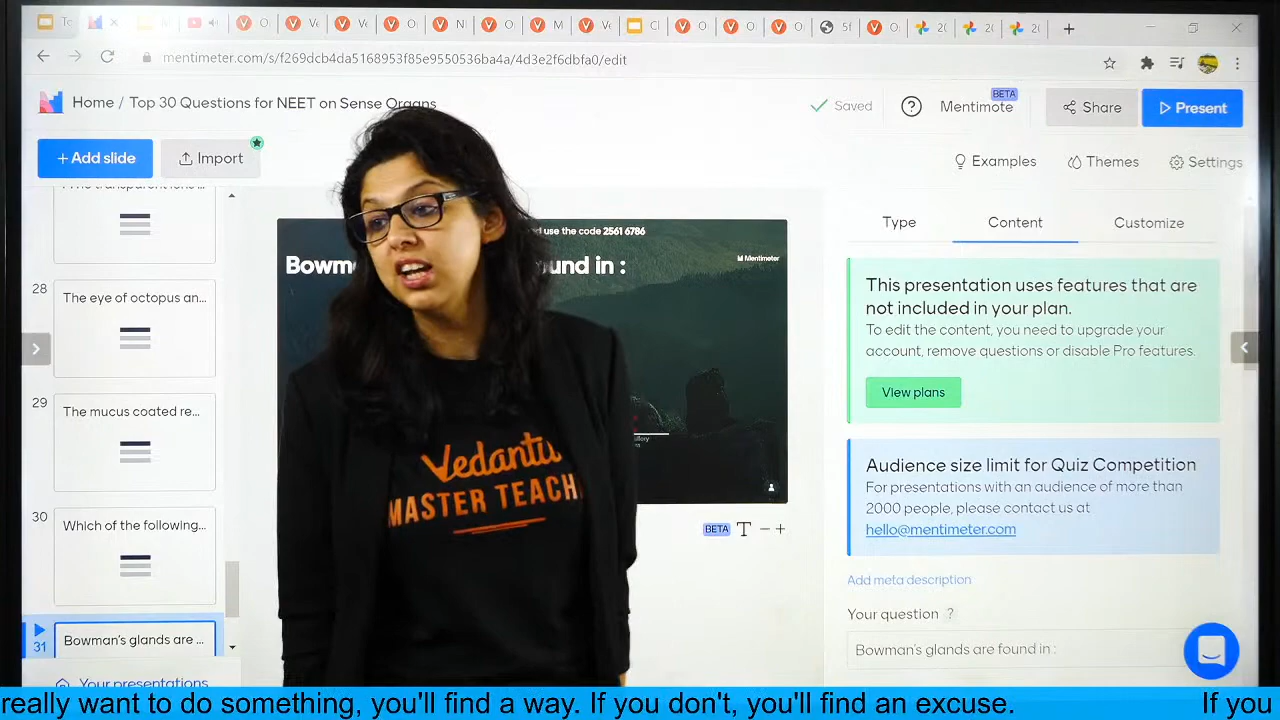 mentimeter.com/s/f269dcb4da5168953f85e9550536ba44/4d3e2f6dbfa0/edit
Home / Top 30 Questions for NEET on Sense Organs
Saved
?
Mentimote
BETA
Share
Present
+ Add slide
Import
Examples
Themes
Settings
28
The eye of octopus an...
29
The mucus coated re...
30
Which of the following...
31
Bowman's glands are ...
Your presentations
use the code 2561 6786
und in :
Mentimeter
BETA T − +
Vedantu
MASTER TEACH
Type
Content
Customize
This presentation uses features that are
not included in your plan.
To edit the content, you need to upgrade your
account, remove questions or disable Pro features.
View plans
Audience size limit for Quiz Competition
For presentations with an audience of more than
2000 people, please contact us at
hello@mentimeter.com
Add meta description
Your question ?
Bowman's glands are found in :
really want to do something, you'll find a way. If you don't, you'll find an excuse.
If you